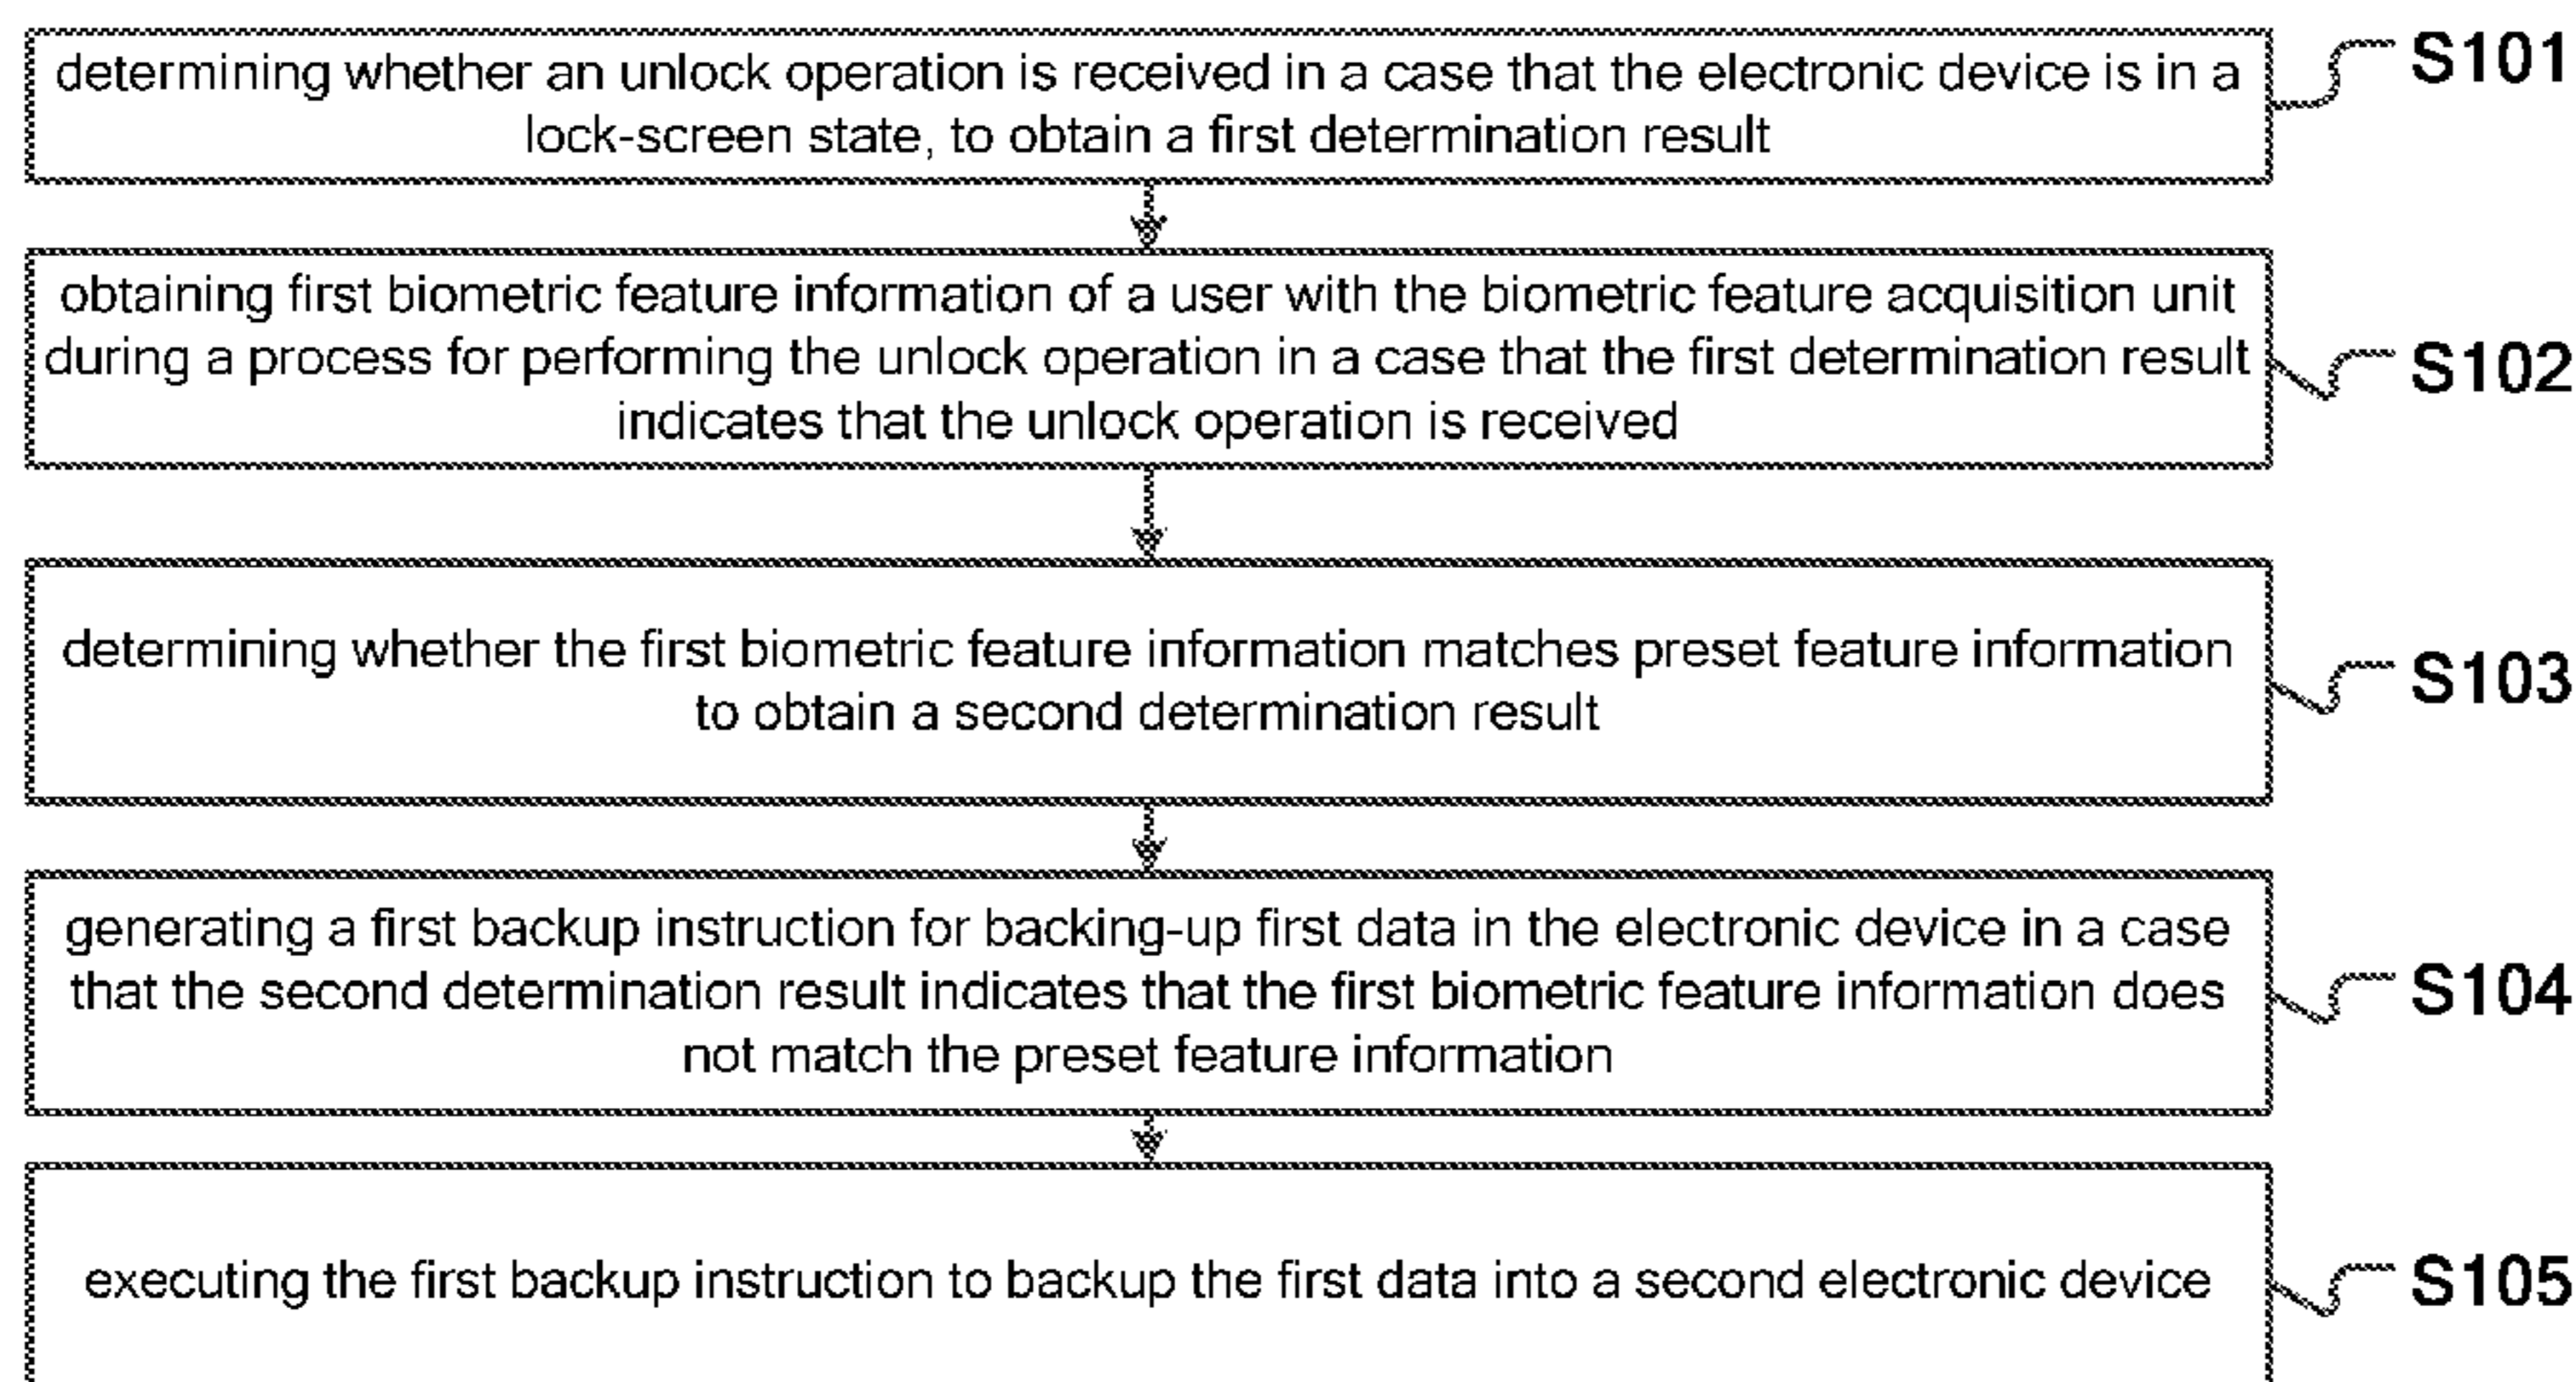 determining whether an unlock operation is received in a case that the electronic device is in a
lock-screen state, to obtain a first determination result
S101
obtaining first biometric feature information of a user with the biometric feature acquisition unit
during a process for performing the unlock operation in a case that the first determination result
indicates that the unlock operation is received
S102
determining whether the first biometric feature information matches preset feature information
to obtain a second determination result
S103
generating a first backup instruction for backing-up first data in the electronic device in a case
that the second determination result indicates that the first biometric feature information does
not match the preset feature information
S104
executing the first backup instruction to backup the first data into a second electronic device
S105